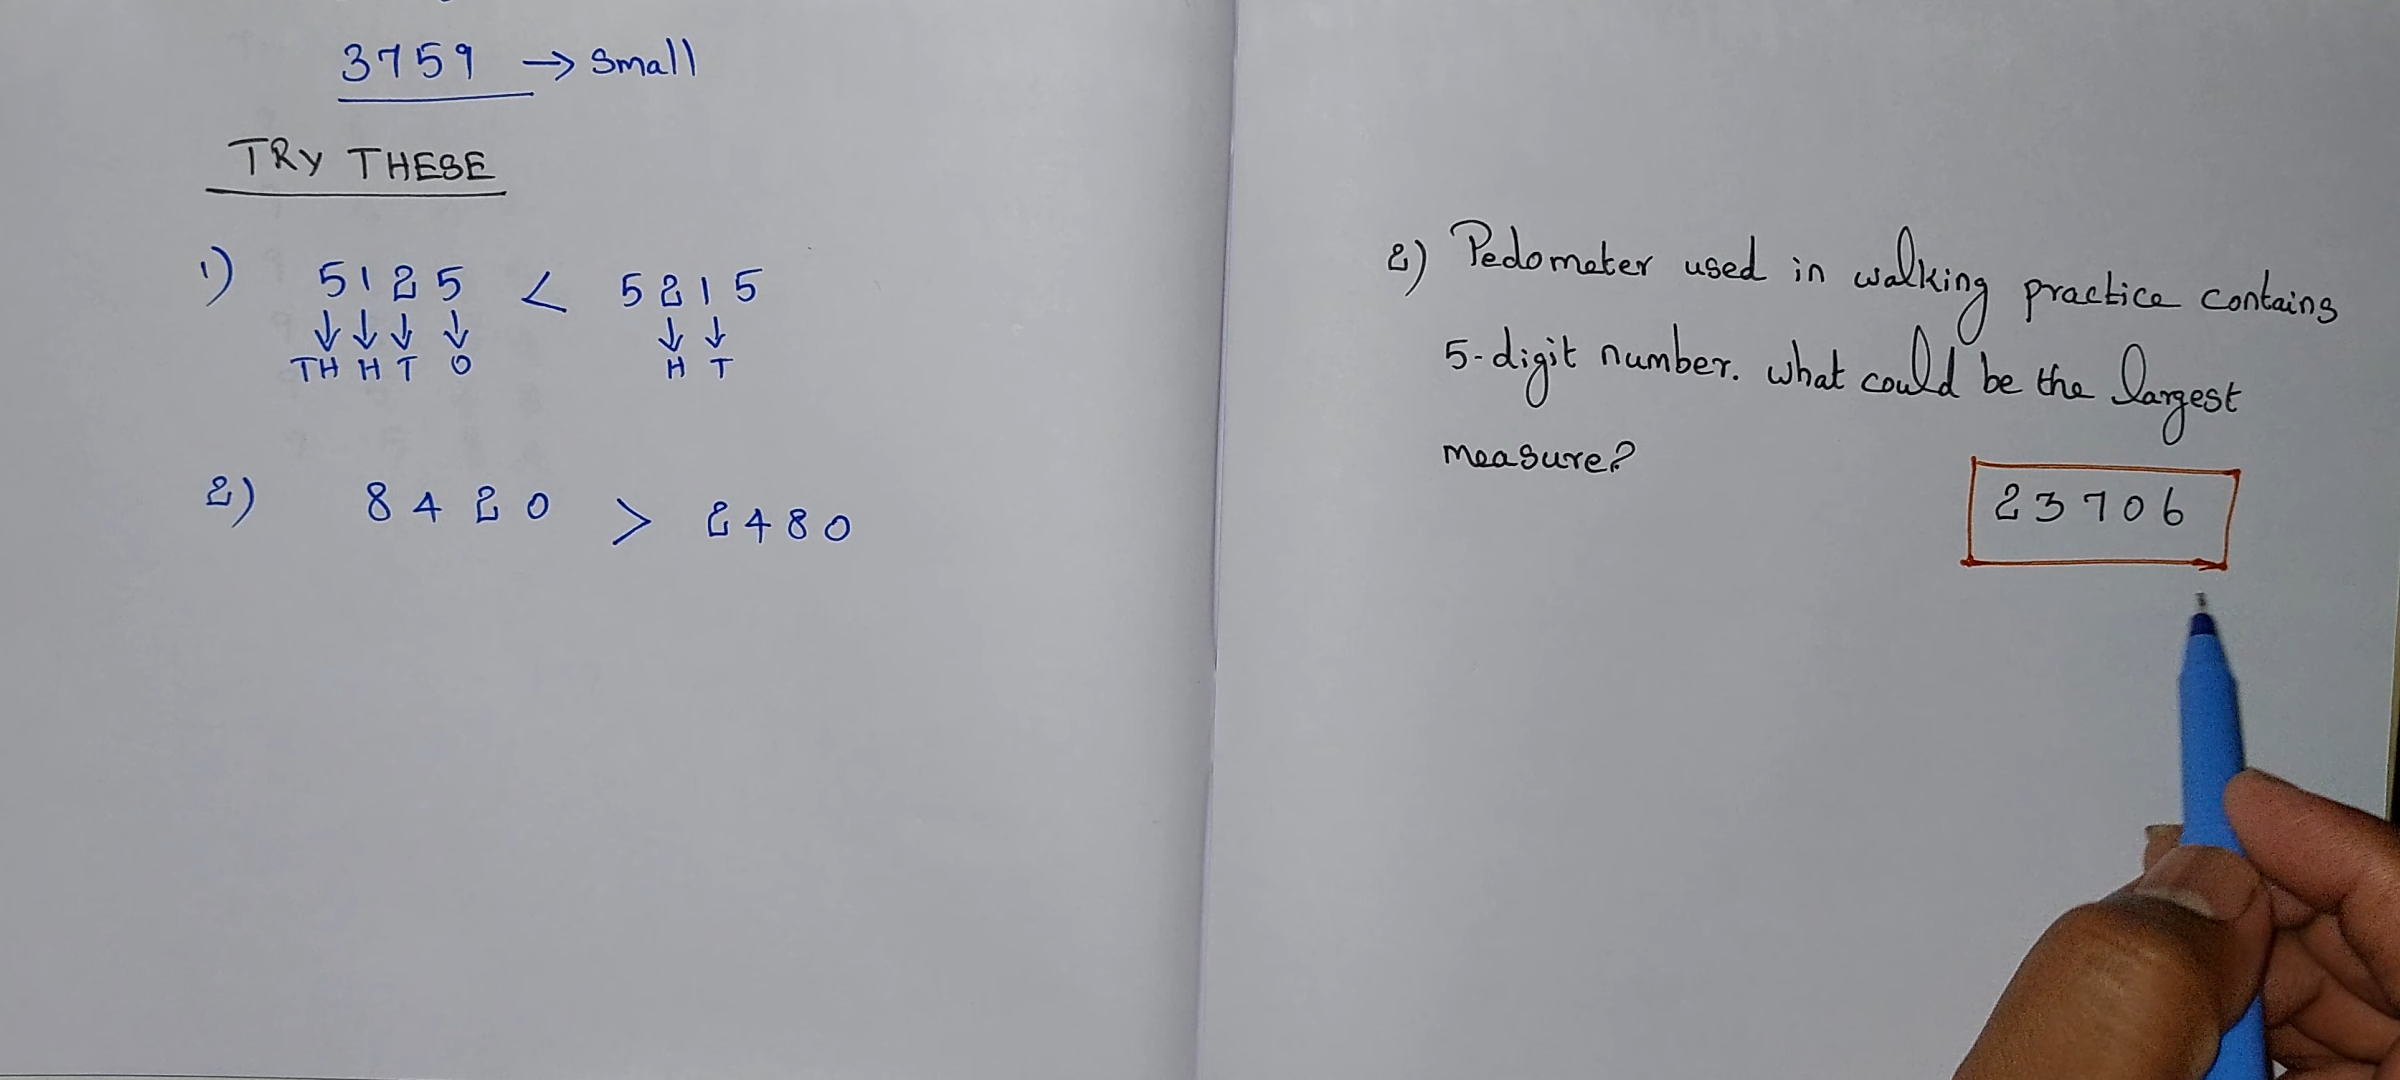 3759 → Small
TRY THESE
1) 5125 < 5215
↓ ↓ ↓ ↓ ↓ ↓
TH H T O H T
2) 8420 > 2480
2) Pedometer used in walking practice contains
5-digit number. what could be the largest
measure?
23706